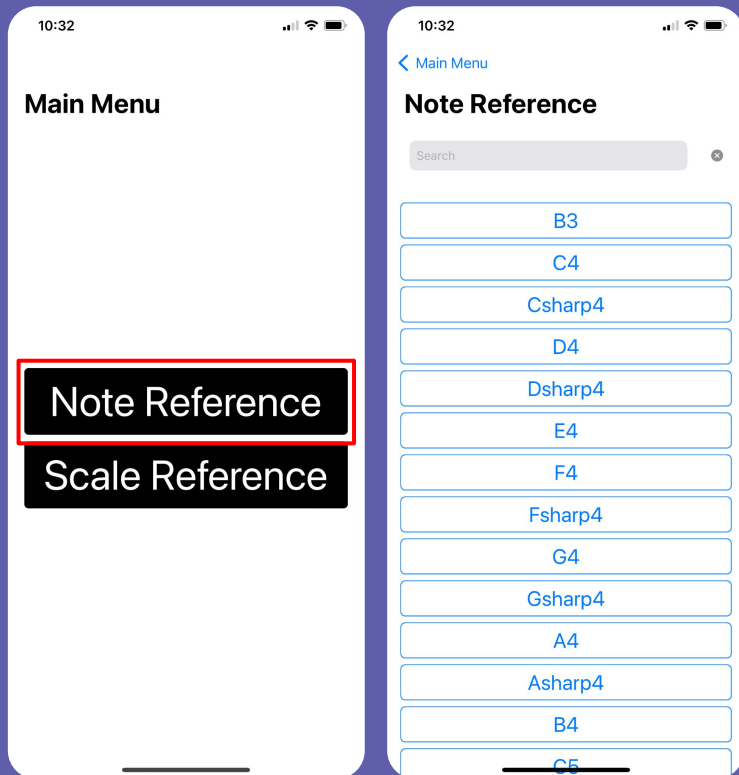 10:32
Main Menu
Note Reference
Scale Reference
10:32
Main Menu
Note Reference
Search
B3
C4
Csharp4
D4
Dsharp4
E4
F4
Fsharp4
G4
Gsharp4
A4
Asharp4
B4
C5